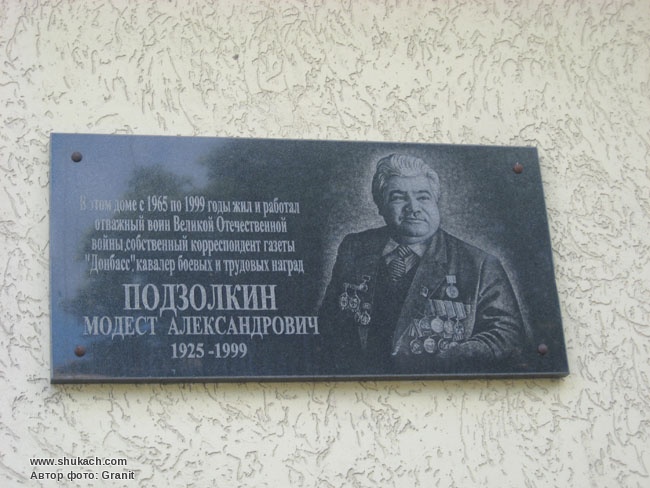 В этом доме с 1965 по 1999 годы жил и работал
отважный воин Великой Отечественной
войны,собственный корреспондент газеты
"Донбасс",кавалер боевых и трудовых наград
ПОДЗОЛКИН
МОДЕСТ АЛЕКСАНДРОВИЧ
1925 -1999
www.shukach.com
Автор фото: Granit